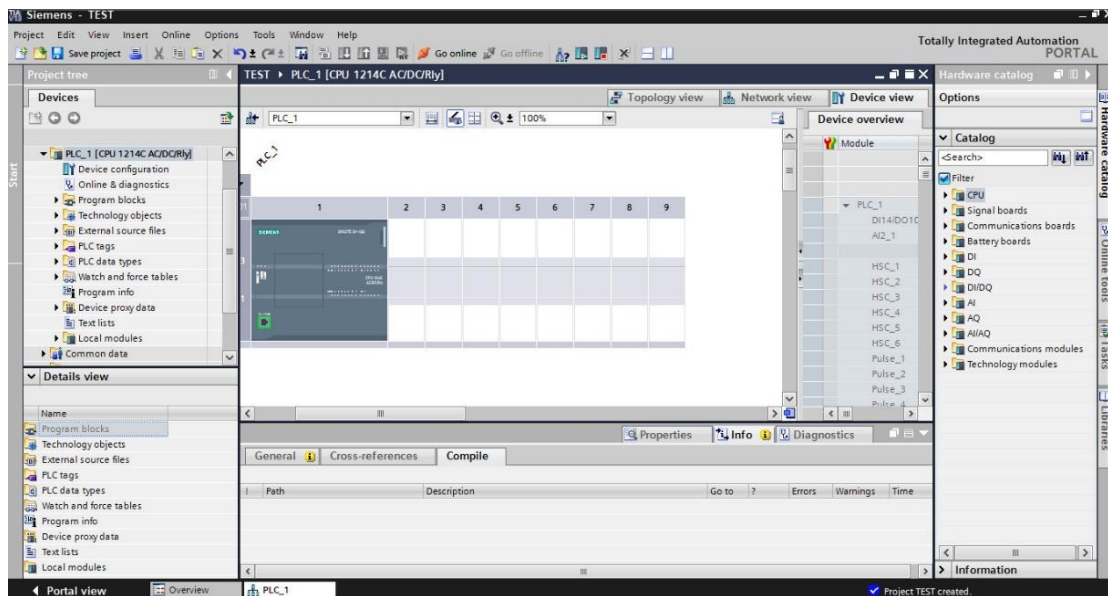 Siemens - TEST
Project Edit View Insert Online Options Tools Window Help
Save project
Go online
Go offline
Totally Integrated Automation
PORTAL
Project tree
Devices
PLC_1 [CPU 1214C AC/DC/Rly]
Device configuration
Online & diagnostics
Program blocks
Technology objects
External source files
PLC tags
PLC data types
Watch and force tables
Program info
Device proxy data
Text lists
Local modules
Common data
Details view
Name
Program blocks
Technology objects
External source files
PLC tags
PLC data types
Watch and force tables
Program info
Device proxy data
Text lists
Local modules
Start
TEST PLC_1 [CPU 1214C AC/DC/Rly]
Topology view
Network view
Device view
PLC_1
100%
PLC_1
1 2 3 4 5 6 7 8 9
SIEMENS
Device overview
Module
PLC_1
DI14/DO10
AI2_1
HSC_1
HSC_2
HSC_3
HSC_4
HSC_5
HSC_6
Pulse_1
Pulse_2
Pulse_3
Pulse_4
Properties
Info
Diagnostics
General
Cross-references
Compile
! Path Description Go to ? Errors Warnings Time
Hardware catalog
Options
Catalog
<Search>
Filter
CPU
Signal boards
Communications boards
Battery boards
DI
DQ
DI/DQ
AI
AQ
AI/AQ
Communications modules
Technology modules
Information
Hardware catalog
Online tools
Tasks
Libraries
Portal view
Overview
PLC_1
Project TEST created.